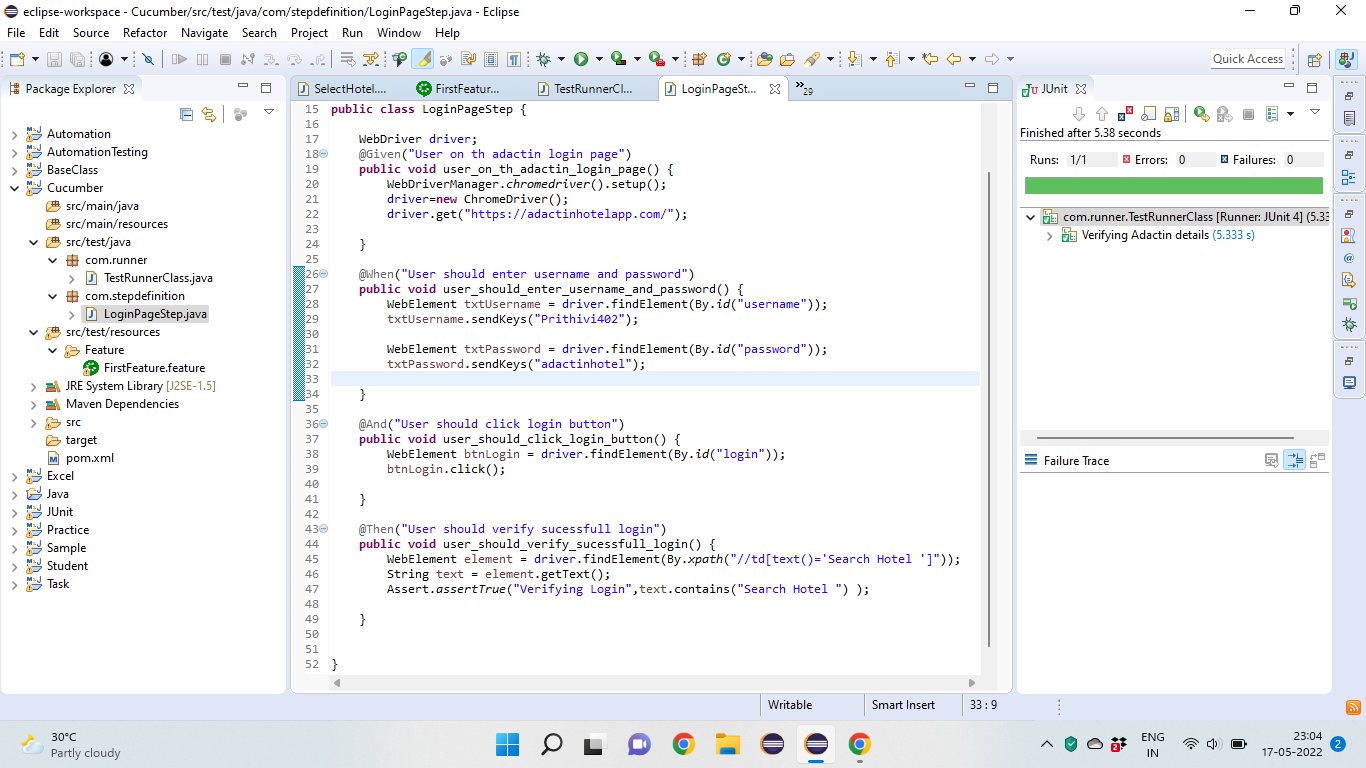 eclipse-workspace - Cucumber/src/test/java/com/stepdefinition/LoginPageStep.java - Eclipse
File Edit Source Refactor Navigate Search Project Run Window Help
Quick Access
Package Explorer
Automation
AutomationTesting
BaseClass
Cucumber
src/main/java
src/main/resources
src/test/java
com.runner
TestRunnerClass.java
com.stepdefinition
LoginPageStep.java
src/test/resources
Feature
FirstFeature.feature
JRE System Library [J2SE-1.5]
Maven Dependencies
src
target
pom.xml
Excel
Java
JUnit
Practice
Sample
Student
Task
SelectHotel.... FirstFeatur... TestRunnerCl... LoginPageSt... »29
15 public class LoginPageStep {
16
17 WebDriver driver;
18 @Given("User on th adactin login page")
19 public void user_on_th_adactin_login_page() {
20 WebDriverManager.chromedriver().setup();
21 driver=new ChromeDriver();
22 driver.get("https://adactinhotelapp.com/");
23
24 }
25
26 @When("User should enter username and password")
27 public void user_should_enter_username_and_password() {
28 WebElement txtUsername = driver.findElement(By.id("username"));
29 txtUsername.sendKeys("Prithivi402");
30
31 WebElement txtPassword = driver.findElement(By.id("password"));
32 txtPassword.sendKeys("adactinhotel");
33
34 }
35
36 @And("User should click login button")
37 public void user_should_click_login_button() {
38 WebElement btnLogin = driver.findElement(By.id("login"));
39 btnLogin.click();
40
41 }
42
43 @Then("User should verify sucessfull login")
44 public void user_should_verify_sucessfull_login() {
45 WebElement element = driver.findElement(By.xpath("//td[text()='Search Hotel ']"));
46 String text = element.getText();
47 Assert.assertTrue("Verifying Login",text.contains("Search Hotel ") );
48
49 }
50
51
52 }
JUnit
Finished after 5.38 seconds
Runs: 1/1 Errors: 0 Failures: 0
com.runner.TestRunnerClass [Runner: JUnit 4] (5.33
Verifying Adactin details (5.333 s)
Failure Trace
Writable Smart Insert 33 : 9
30°C
Partly cloudy
2
ENG
IN
23:04
17-05-2022
2